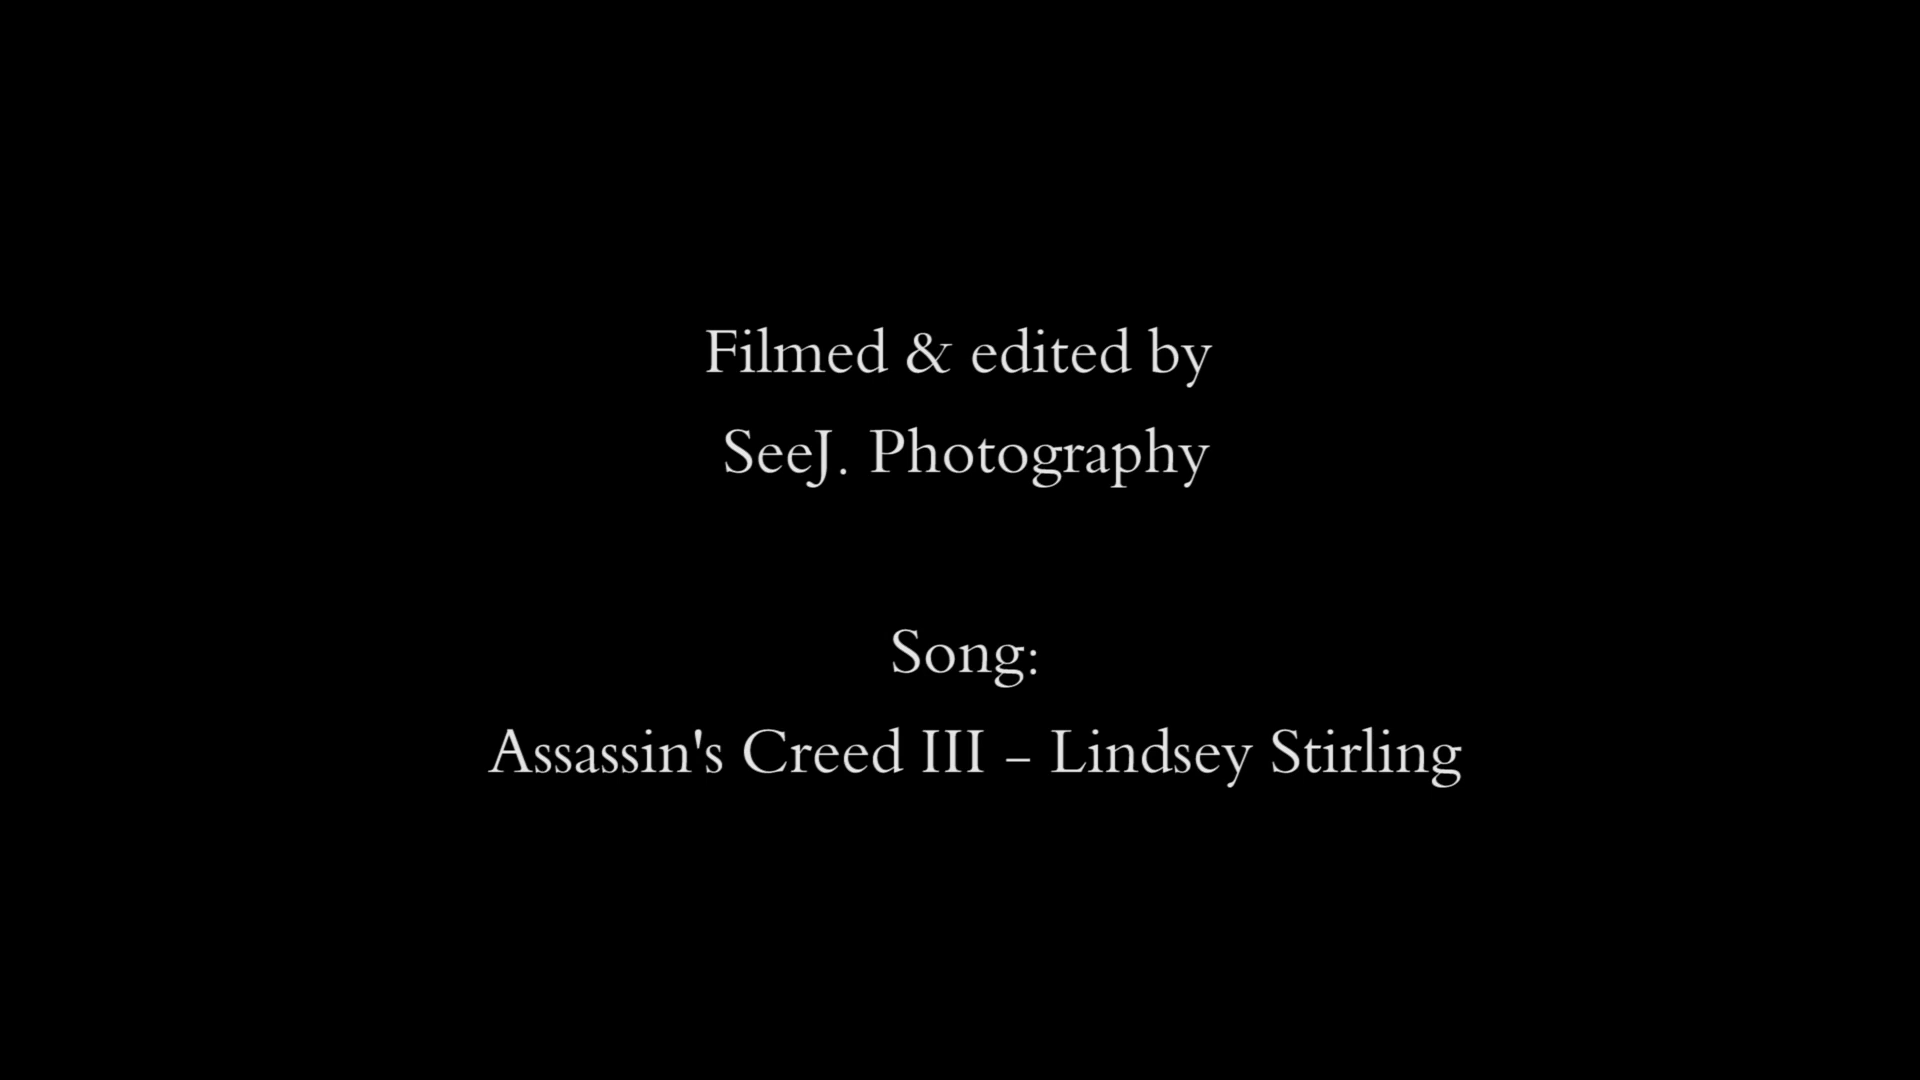 Filmed & edited by
SeeJ. Photography
Song:
Assassin's Creed III - Lindsey Stirling